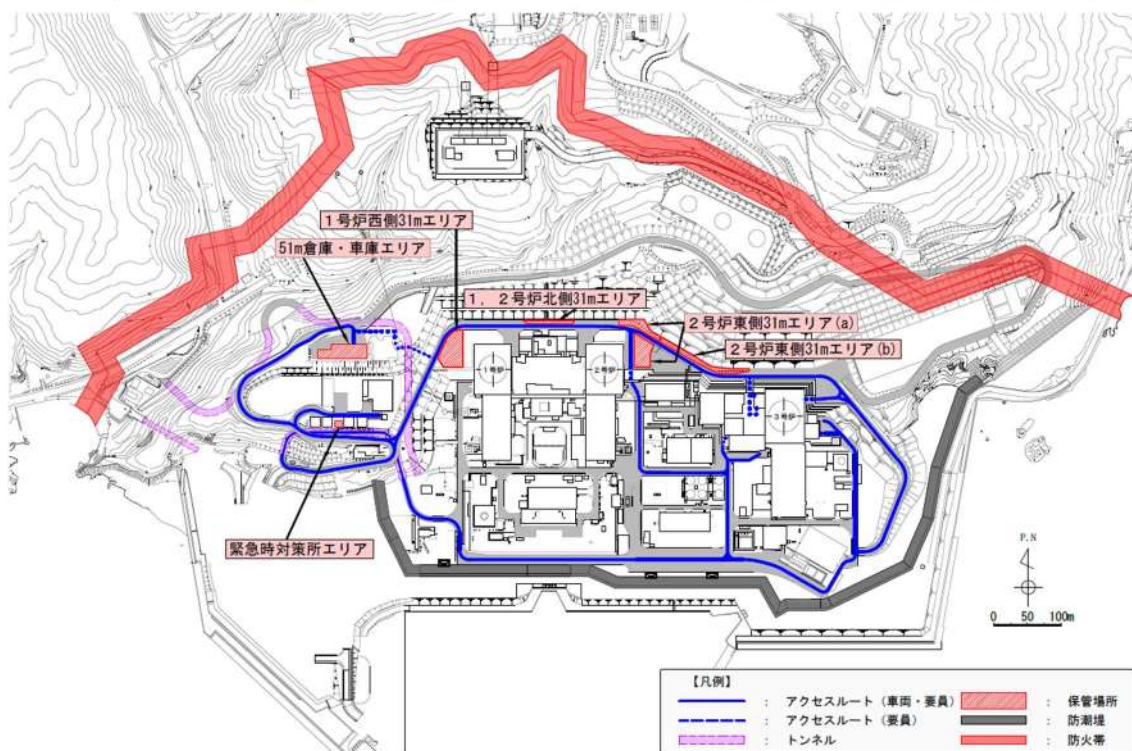 1号炉西側31mエリア
51m倉庫・車庫エリア
1,2号炉北側31mエリア
2号炉東側31mエリア(a)
2号炉東側31mエリア(b)
1号炉
2号炉
3号炉
緊急時対策所エリア
P.N
0 50 100m
【凡例】
: アクセスルート(車両・要員)
: 保管場所
: アクセスルート(要員)
: 防潮堤
: トンネル
: 防火帯